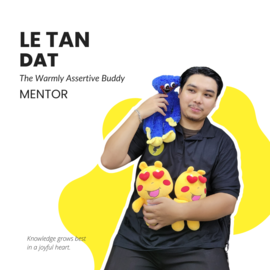 LE TAN
DAT
The Warmly Assertive Buddy
MENTOR
Knowledge grows best
in a joyful heart.